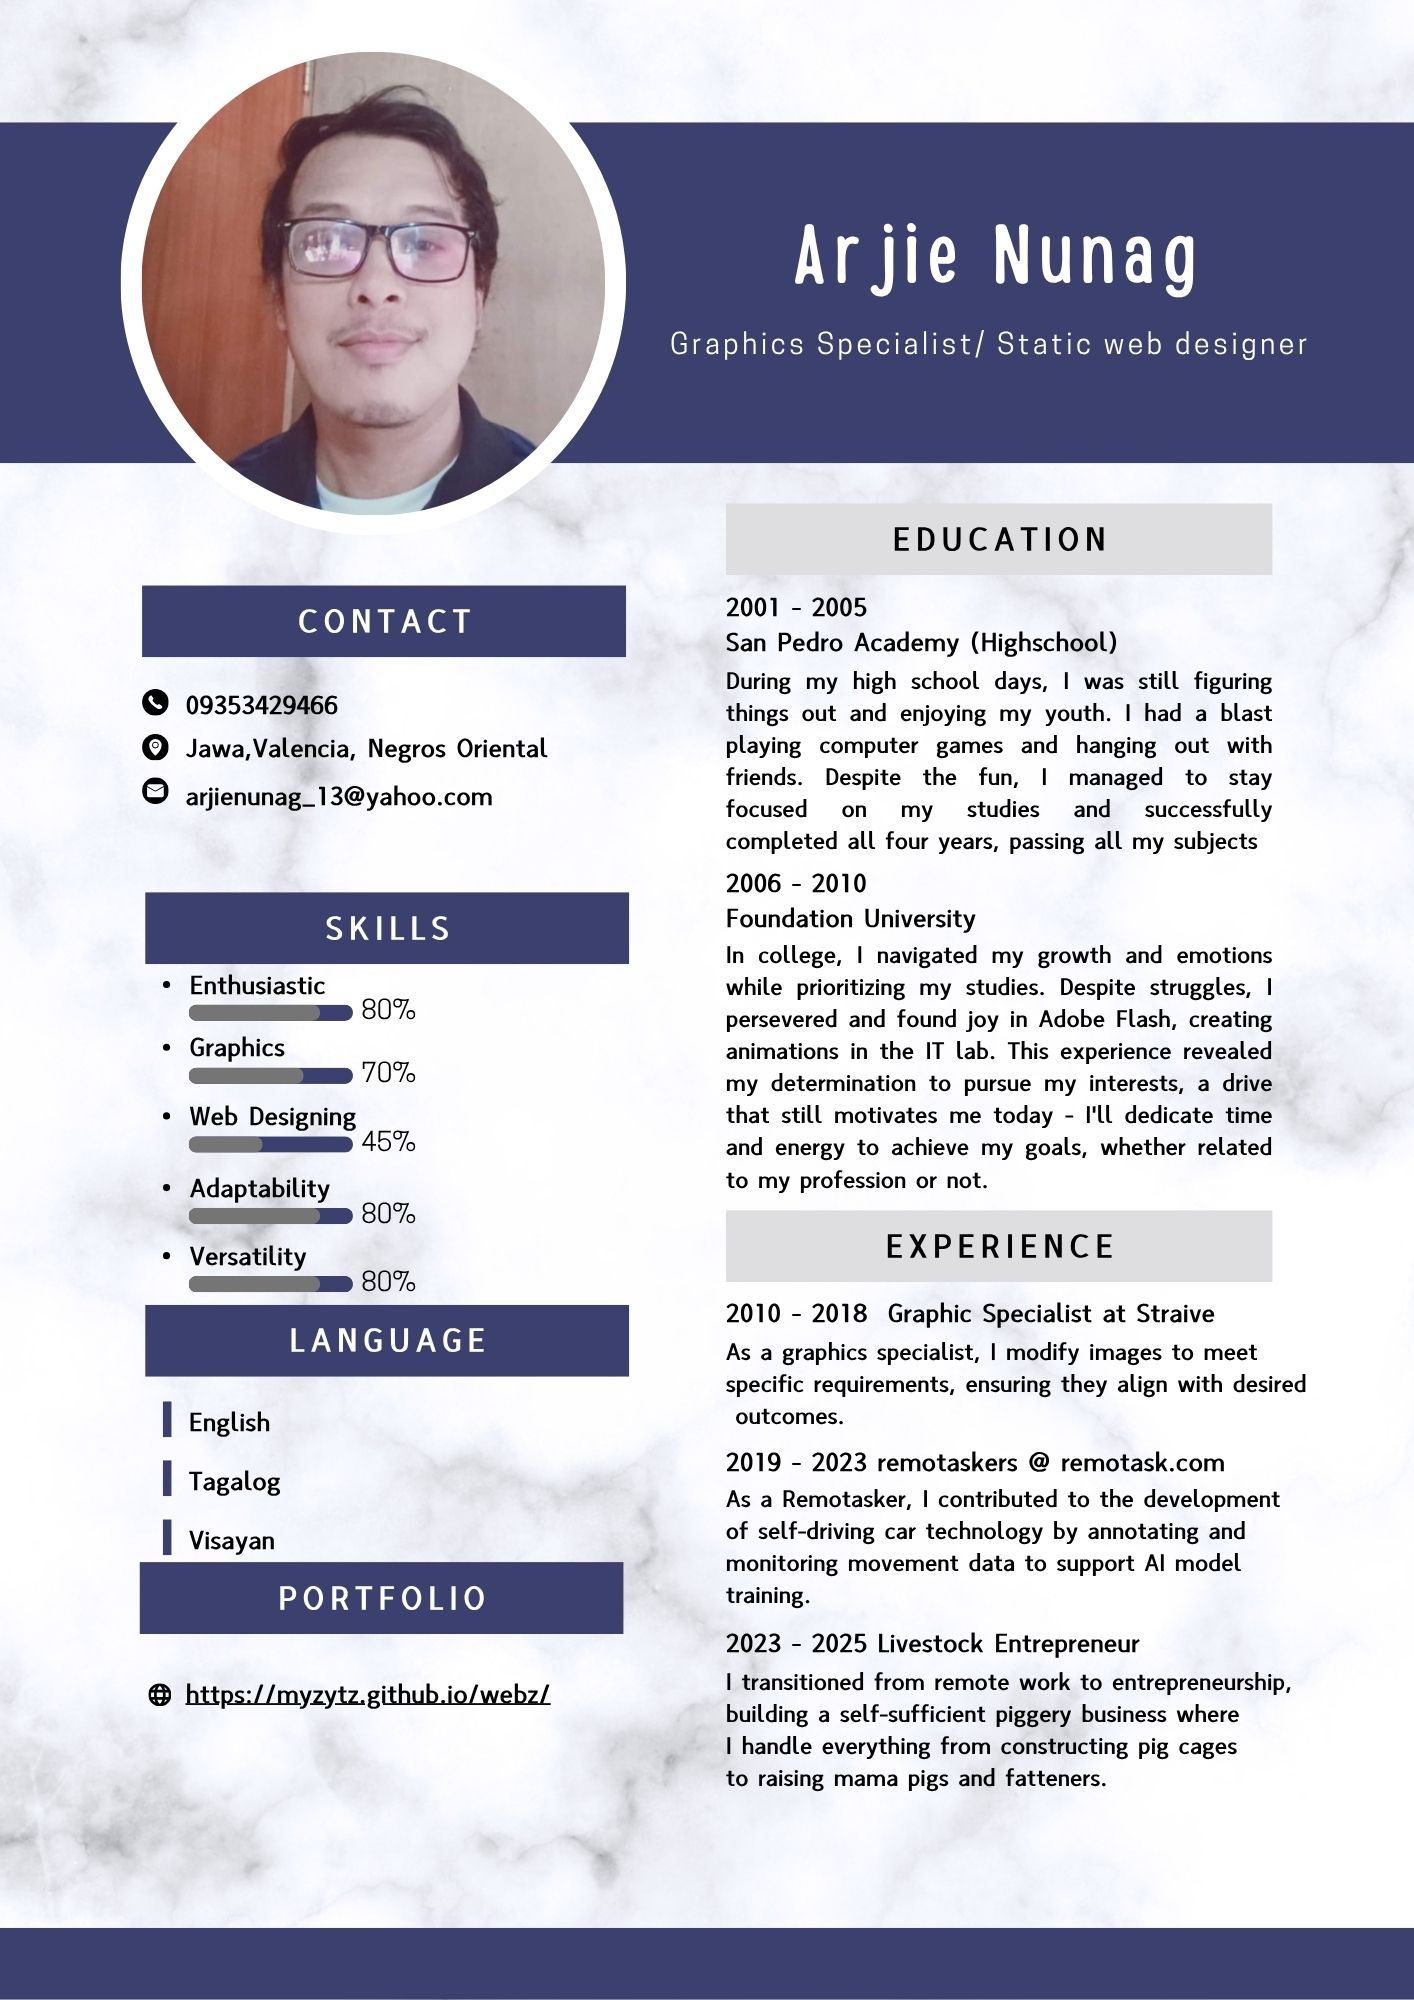 Arjie Nunag
Graphics Specialist/ Static web designer
CONTACT
09353429466
Jawa,Valencia, Negros Oriental
arjienunag_13@yahoo.com
SKILLS
• Enthusiastic
80%
• Graphics
70%
• Web Designing
45%
• Adaptability
80%
• Versatility
80%
LANGUAGE
English
Tagalog
Visayan
PORTFOLIO
https://myzytz.github.io/webz/
EDUCATION
2001 - 2005
San Pedro Academy (Highschool)
During my high school days, I was still figuring
things out and enjoying my youth. I had a blast
playing computer games and hanging out with
friends. Despite the fun, I managed to stay
focused on my studies and successfully
completed all four years, passing all my subjects
2006 - 2010
Foundation University
In college, I navigated my growth and emotions
while prioritizing my studies. Despite struggles, I
persevered and found joy in Adobe Flash, creating
animations in the IT lab. This experience revealed
my determination to pursue my interests, a drive
that still motivates me today - I'll dedicate time
and energy to achieve my goals, whether related
to my profession or not.
EXPERIENCE
2010 - 2018 Graphic Specialist at Straive
As a graphics specialist, I modify images to meet
specific requirements, ensuring they align with desired
outcomes.
2019 - 2023 remotaskers @ remotask.com
As a Remotasker, I contributed to the development
of self-driving car technology by annotating and
monitoring movement data to support AI model
training.
2023 - 2025 Livestock Entrepreneur
I transitioned from remote work to entrepreneurship,
building a self-sufficient piggery business where
I handle everything from constructing pig cages
to raising mama pigs and fatteners.